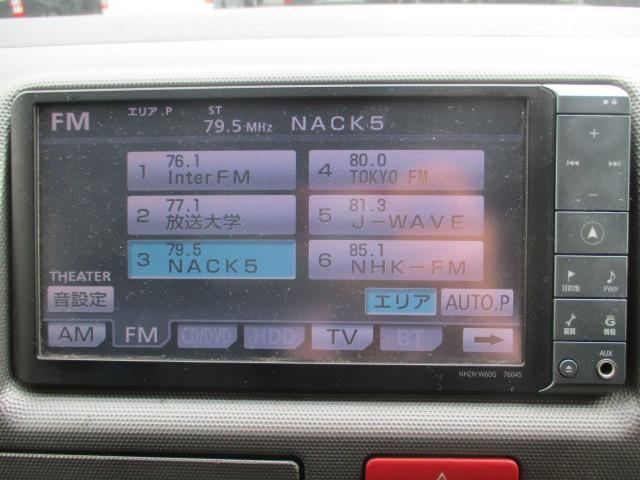 FM エリア.P ST 79.5 MHz NACK5
1 76.1 InterFM
4 80.0 TOKYO FM
2 77.1 放送大学
5 81.3 J-WAVE
3 79.5 NACK5
6 85.1 NHK-FM
THEATER
音設定 エリア AUTO.P
AM FM CD/DVD HDD TV BT
目的地 PWR
画質 情報
AUX
NHZN-W60G 76045